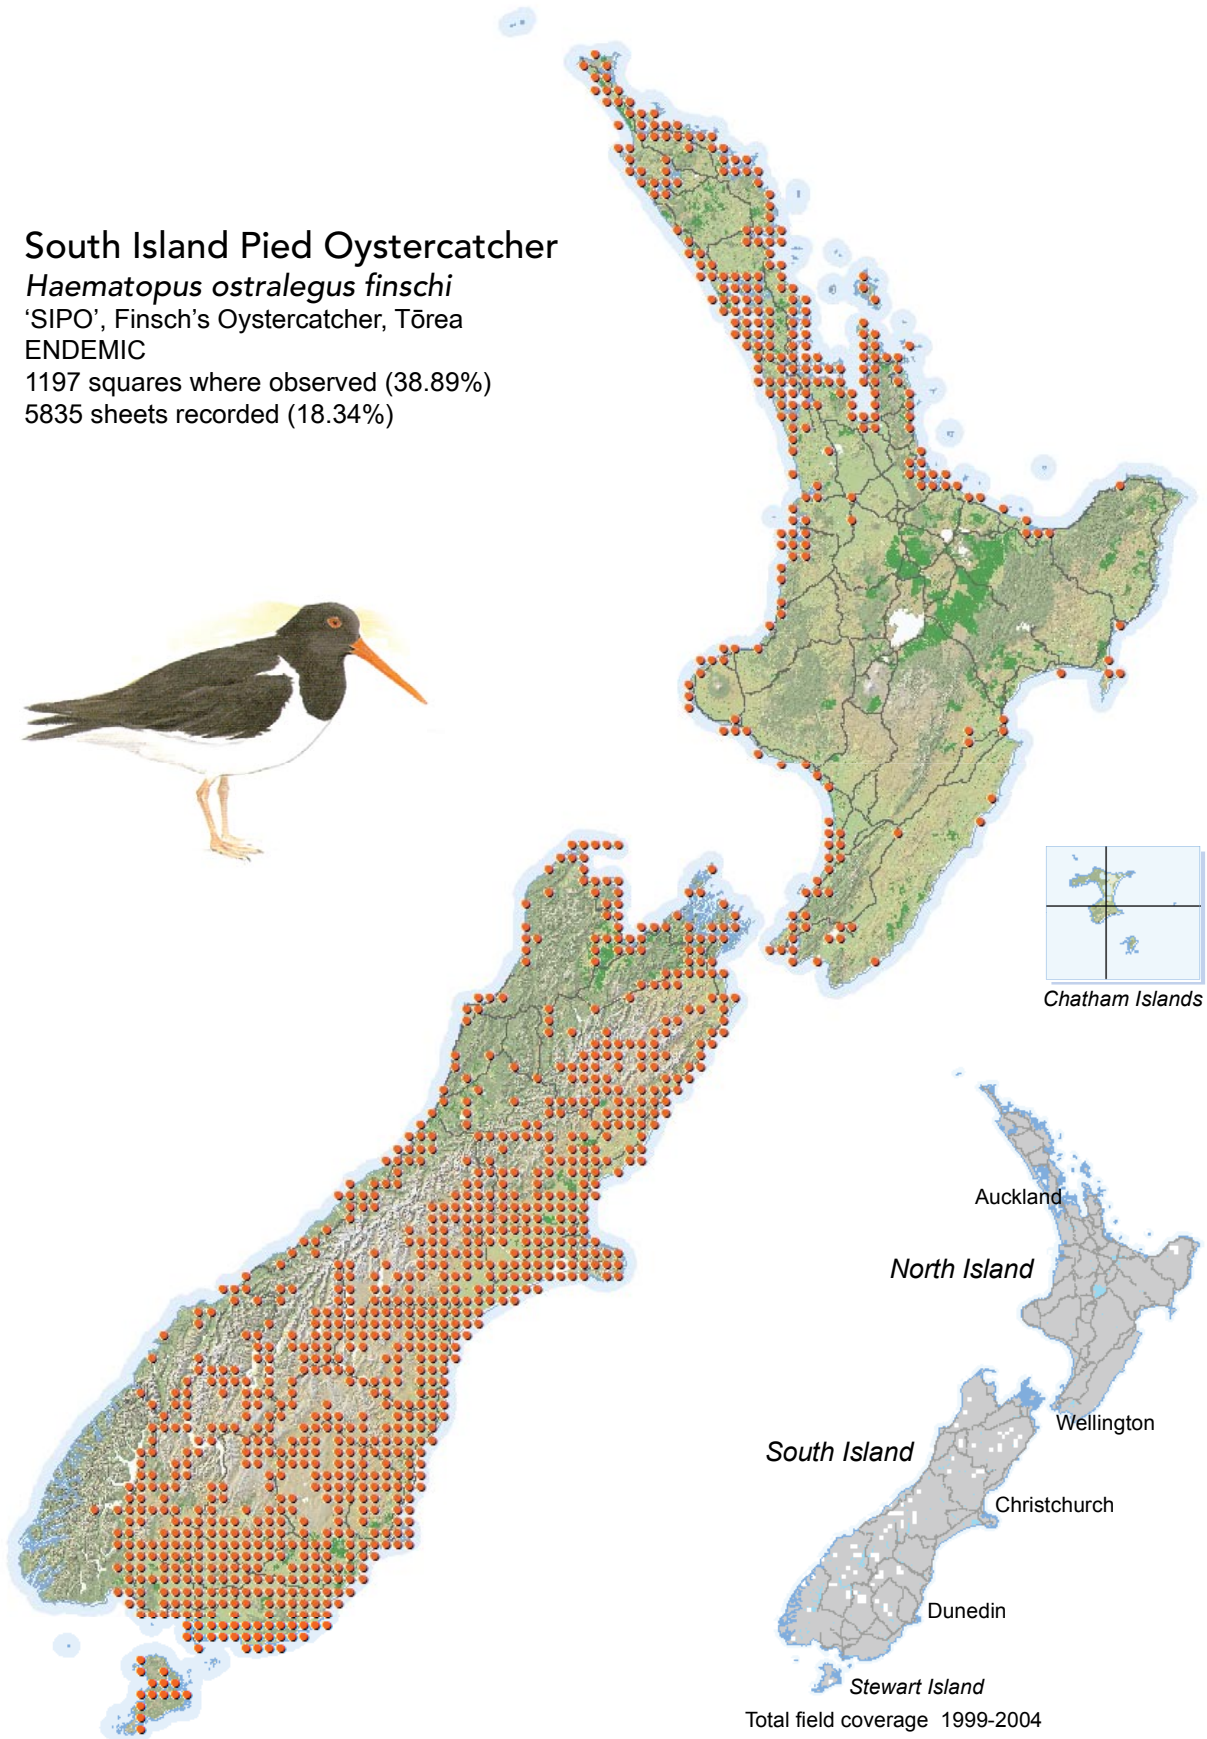 South Island Pied Oystercatcher
Haematopus ostralegus finschi
‘SIPO’, Finsch’s Oystercatcher, Tōrea
ENDEMIC
1197 squares where observed (38.89%)
5835 sheets recorded (18.34%)
Chatham Islands
Auckland
North Island
Wellington
South Island
Christchurch
Dunedin
Stewart Island
Total field coverage 1999-2004